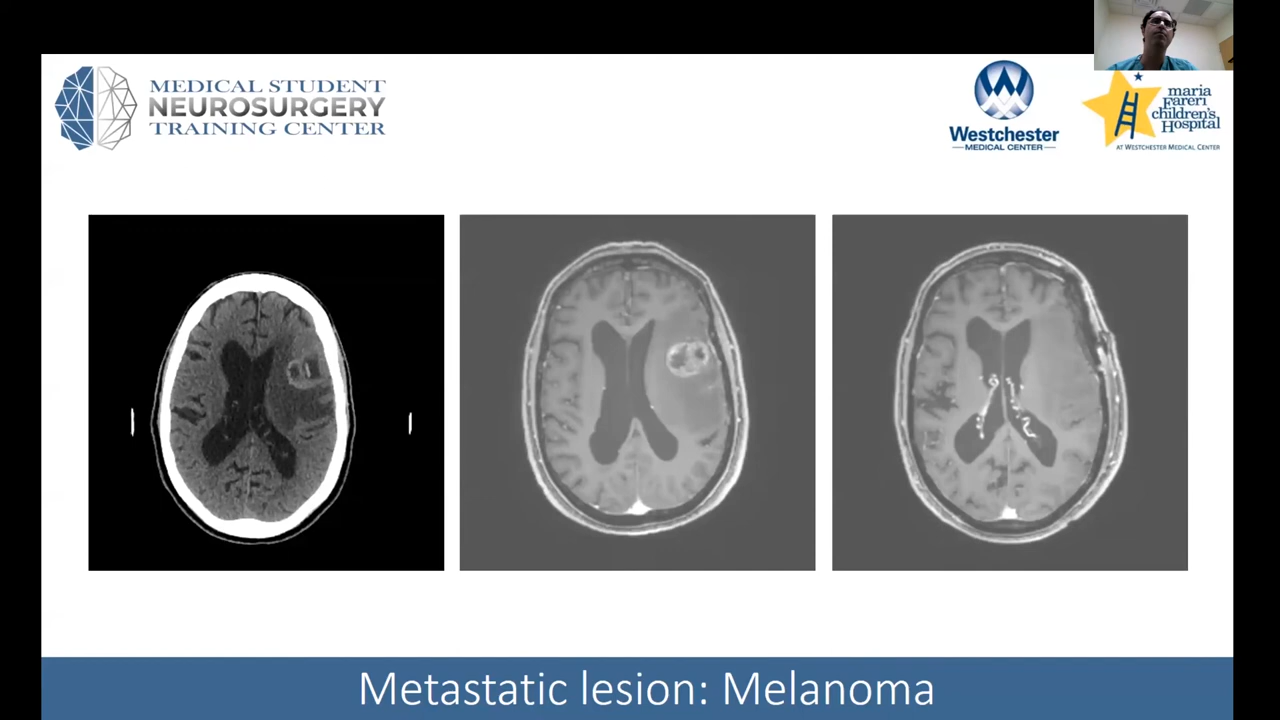 MEDICAL STUDENT
NEUROSURGERY
TRAINING CENTER
Westchester
MEDICAL CENTER
maria
fareri
children's
Hospital
AT WESTCHESTER MEDICAL CENTER
Metastatic lesion: Melanoma